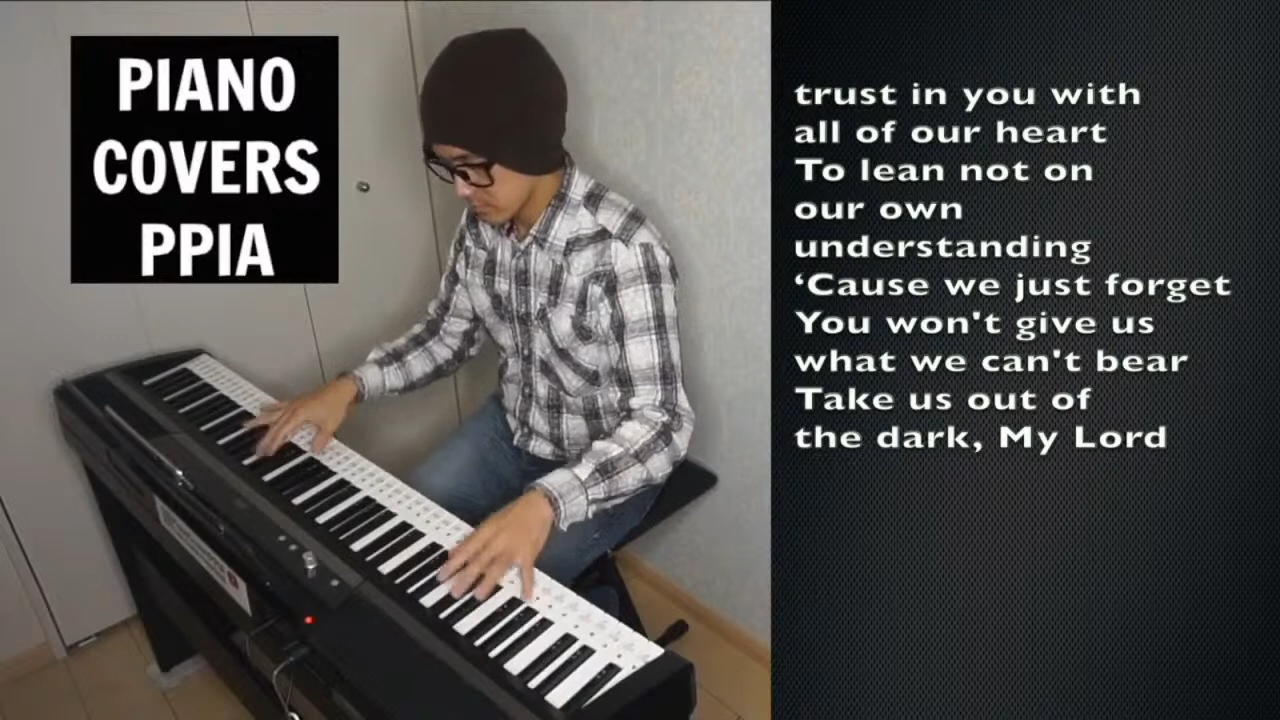 PIANO
COVERS
PPIA
trust in you with
all of our heart
To lean not on
our own
understanding
‘Cause we just forget
You won't give us
what we can't bear
Take us out of
the dark, My Lord